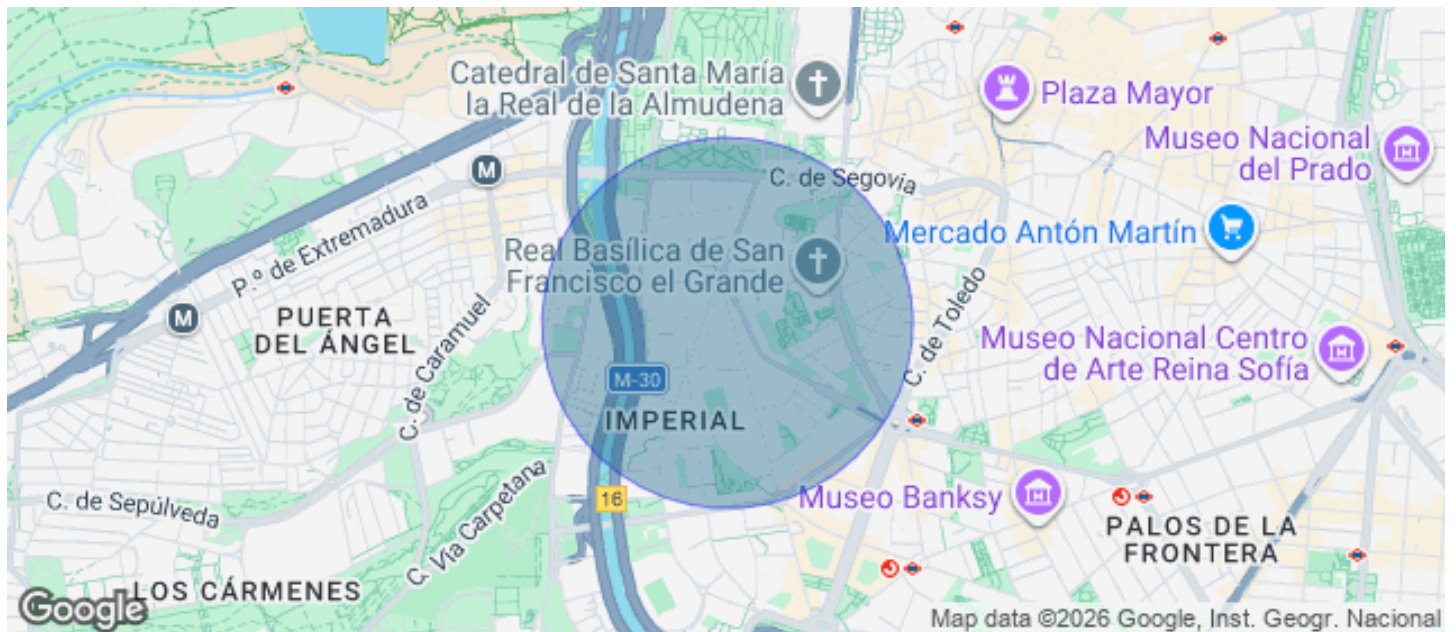 Catedral de Santa María
la Real de la Almudena
Plaza Mayor
Museo Nacional
del Prado
C. de Segovia
M
P.º de Extremadura
Mercado Antón Martín
Real Basílica de San
Francisco el Grande
M
PUERTA
DEL ÁNGEL
C. de Caramuel
C. de Toledo
Museo Nacional Centro
de Arte Reina Sofía
M-30
IMPERIAL
C. Vía Carpetana
16
Museo Banksy
C. de Sepúlveda
PALOS DE LA
FRONTERA
LOS CÁRMENES
Google
Map data ©2026 Google, Inst. Geogr. Nacional